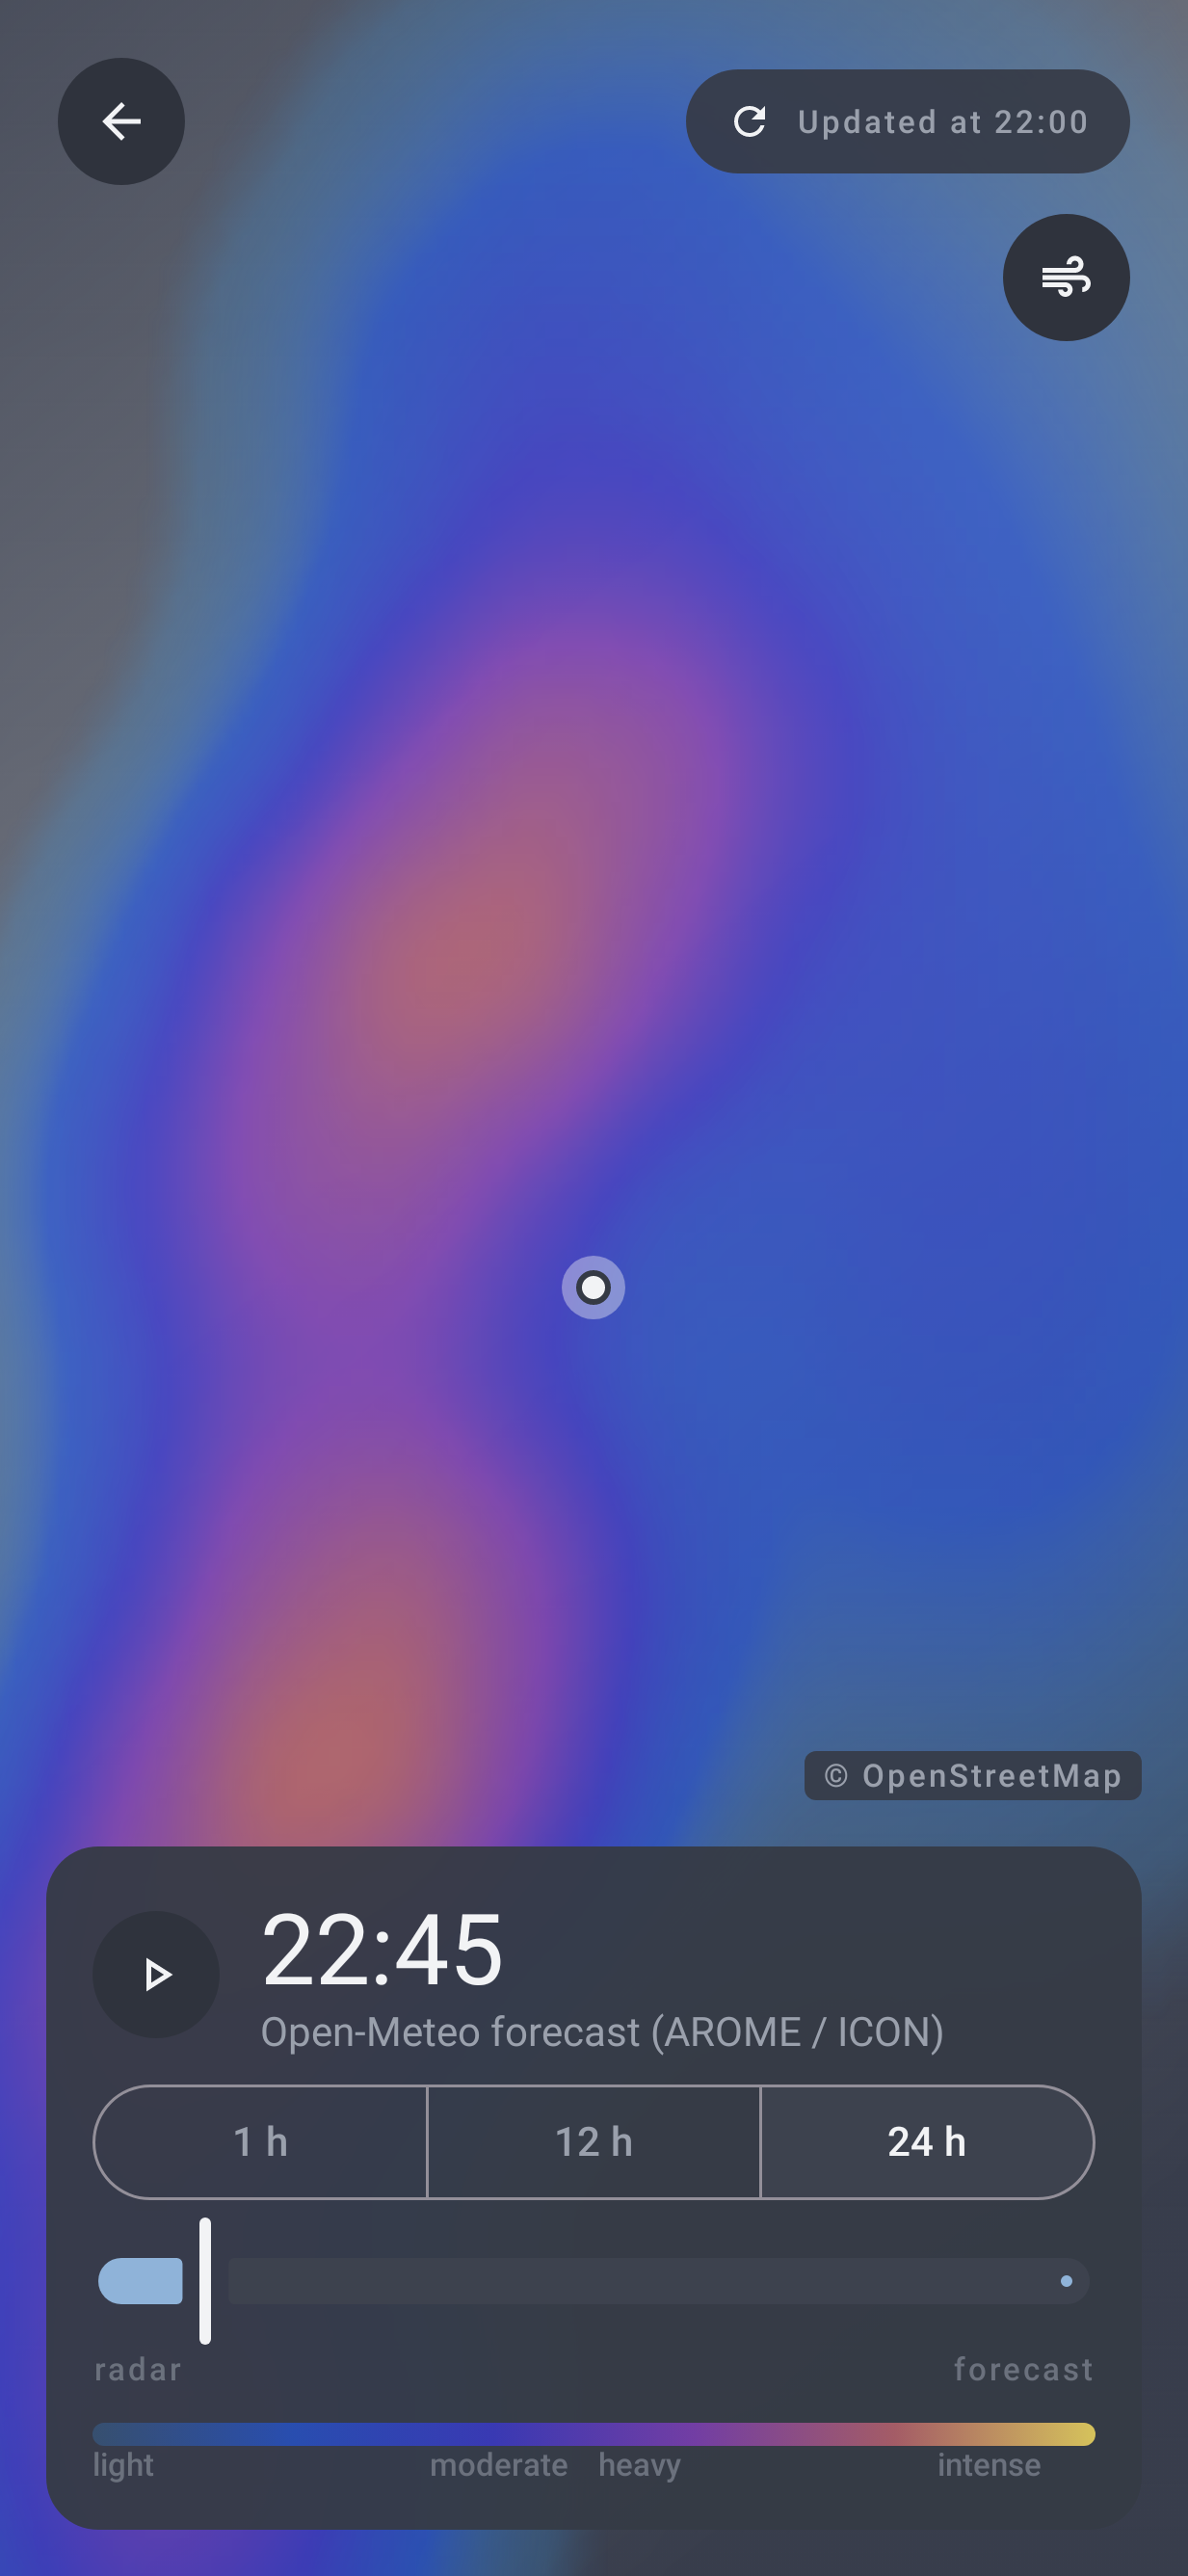 Updated at 22:00
© OpenStreetMap
22:45
Open-Meteo forecast (AROME / ICON)
1 h 12 h 24 h
radar forecast
light moderate heavy intense